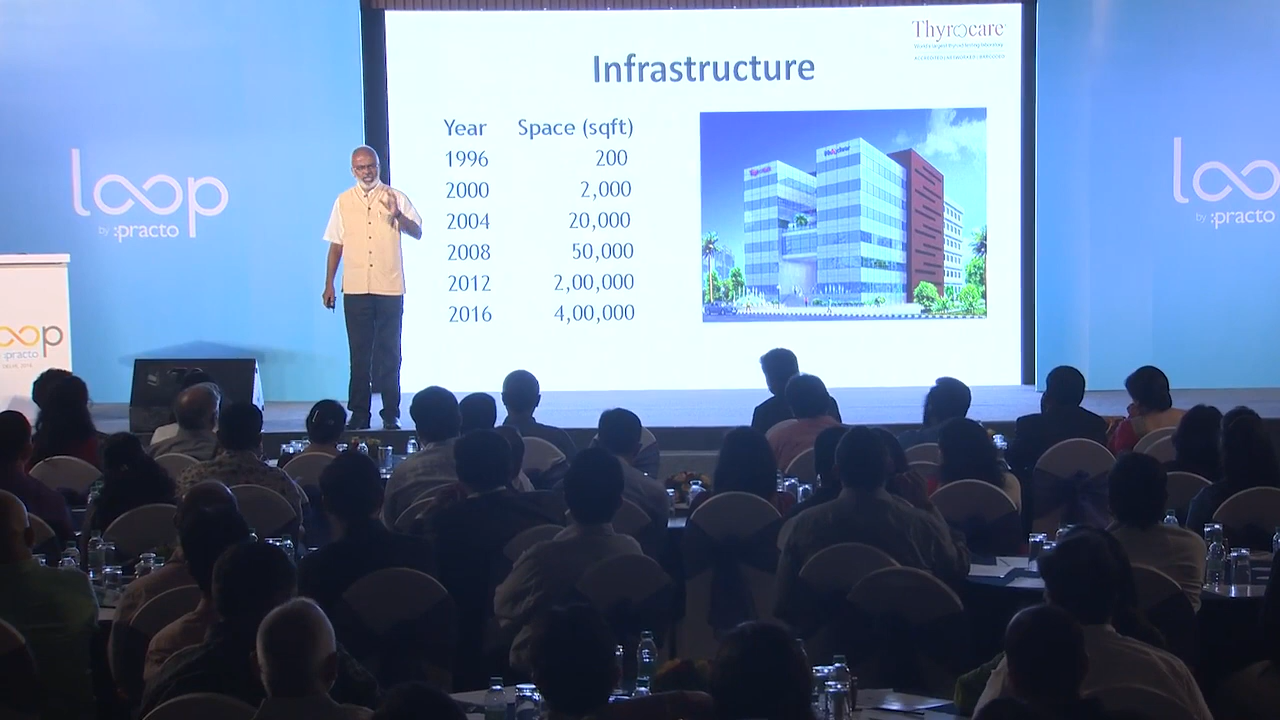 Thyrocare
Infrastructure
Year Space (sqft)
1996 200
2000 2,000
2004 20,000
2008 50,000
2012 2,00,000
2016 4,00,000
loop
by :practo
loop
by :practo
loop
:practo